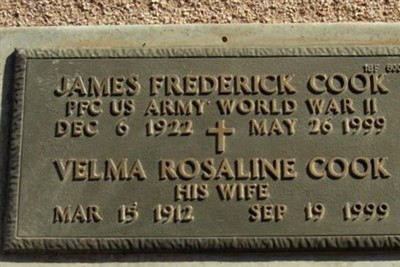 JAMES FREDERICK COOK
PFC US ARMY WORLD WAR II
DEC 6 1922 MAY 26 1999
VELMA ROSALINE COOK
HIS WIFE
MAR 15 1912 SEP 19 1999